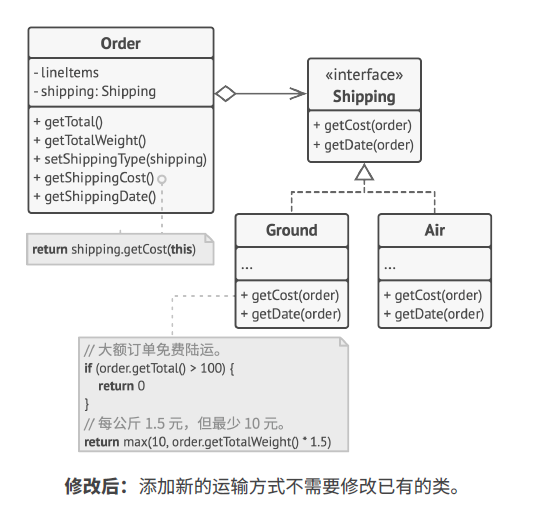 Order
- lineItems
- shipping: Shipping
+ getTotal()
+ getTotalWeight()
+ setShippingType(shipping)
+ getShippingCost()
+ getShippingDate()
return shipping.getCost(this)
«interface»
Shipping
+ getCost(order)
+ getDate(order)
Ground
...
+ getCost(order)
+ getDate(order)
Air
...
+ getCost(order)
+ getDate(order)
// 大额订单免费陆运。
if (order.getTotal() > 100) {
return 0
}
// 每公斤 1.5 元，但最少 10 元。
return max(10, order.getTotalWeight() * 1.5)
修改后：添加新的运输方式不需要修改已有的类。